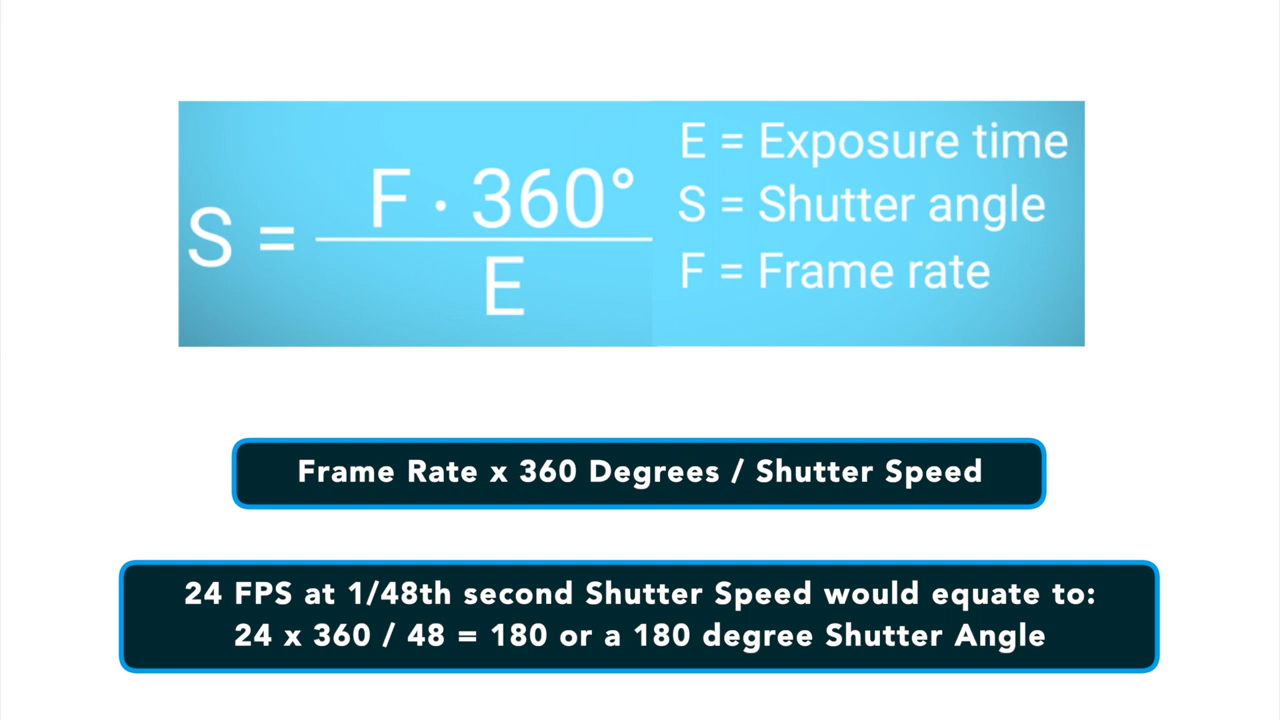 S = F · 360° / E
E = Exposure time
S = Shutter angle
F = Frame rate
Frame Rate x 360 Degrees / Shutter Speed
24 FPS at 1/48th second Shutter Speed would equate to:
24 x 360 / 48 = 180 or a 180 degree Shutter Angle